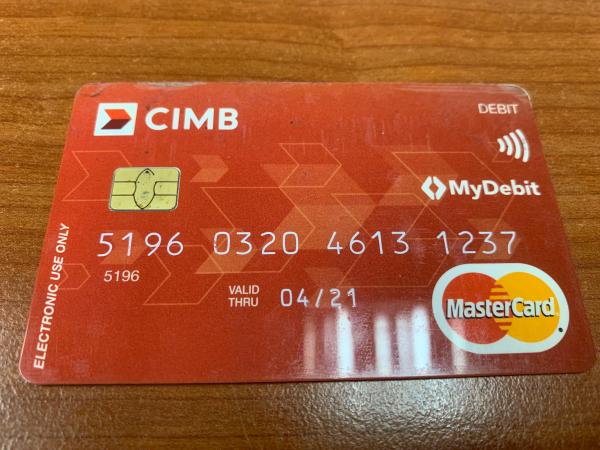 CIMB
DEBIT
MyDebit
5196 0320 4613 1237
5196
VALID
THRU 04/21
MasterCard
ELECTRONIC USE ONLY